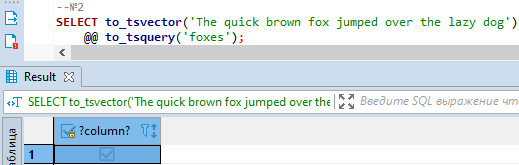 --№2
SELECT to_tsvector('The quick brown fox jumped over the lazy dog')
@@ to_tsquery('foxes');
Result
SELECT to_tsvector('The quick brown fox jumped over the
Введите SQL выражение чт
?column?
1